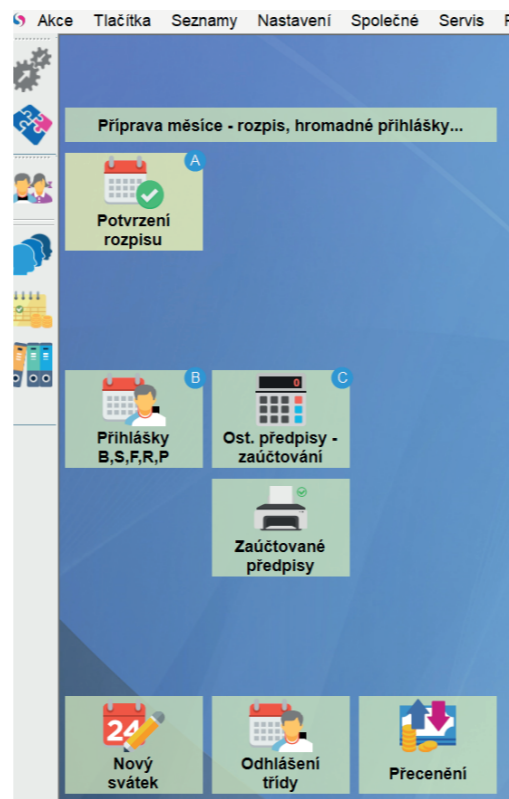 Akce Tlačítka Seznamy Nastavení Společné Servis
Příprava měsíce - rozpis, hromadné přihlášky...
A
Potvrzení
rozpisu
B
Přihlášky
B,S,F,R,P
C
0
Ost. předpisy -
zaúčtování
Zaúčtované
předpisy
24
Nový
svátek
Odhlášení
třídy
Přecenění